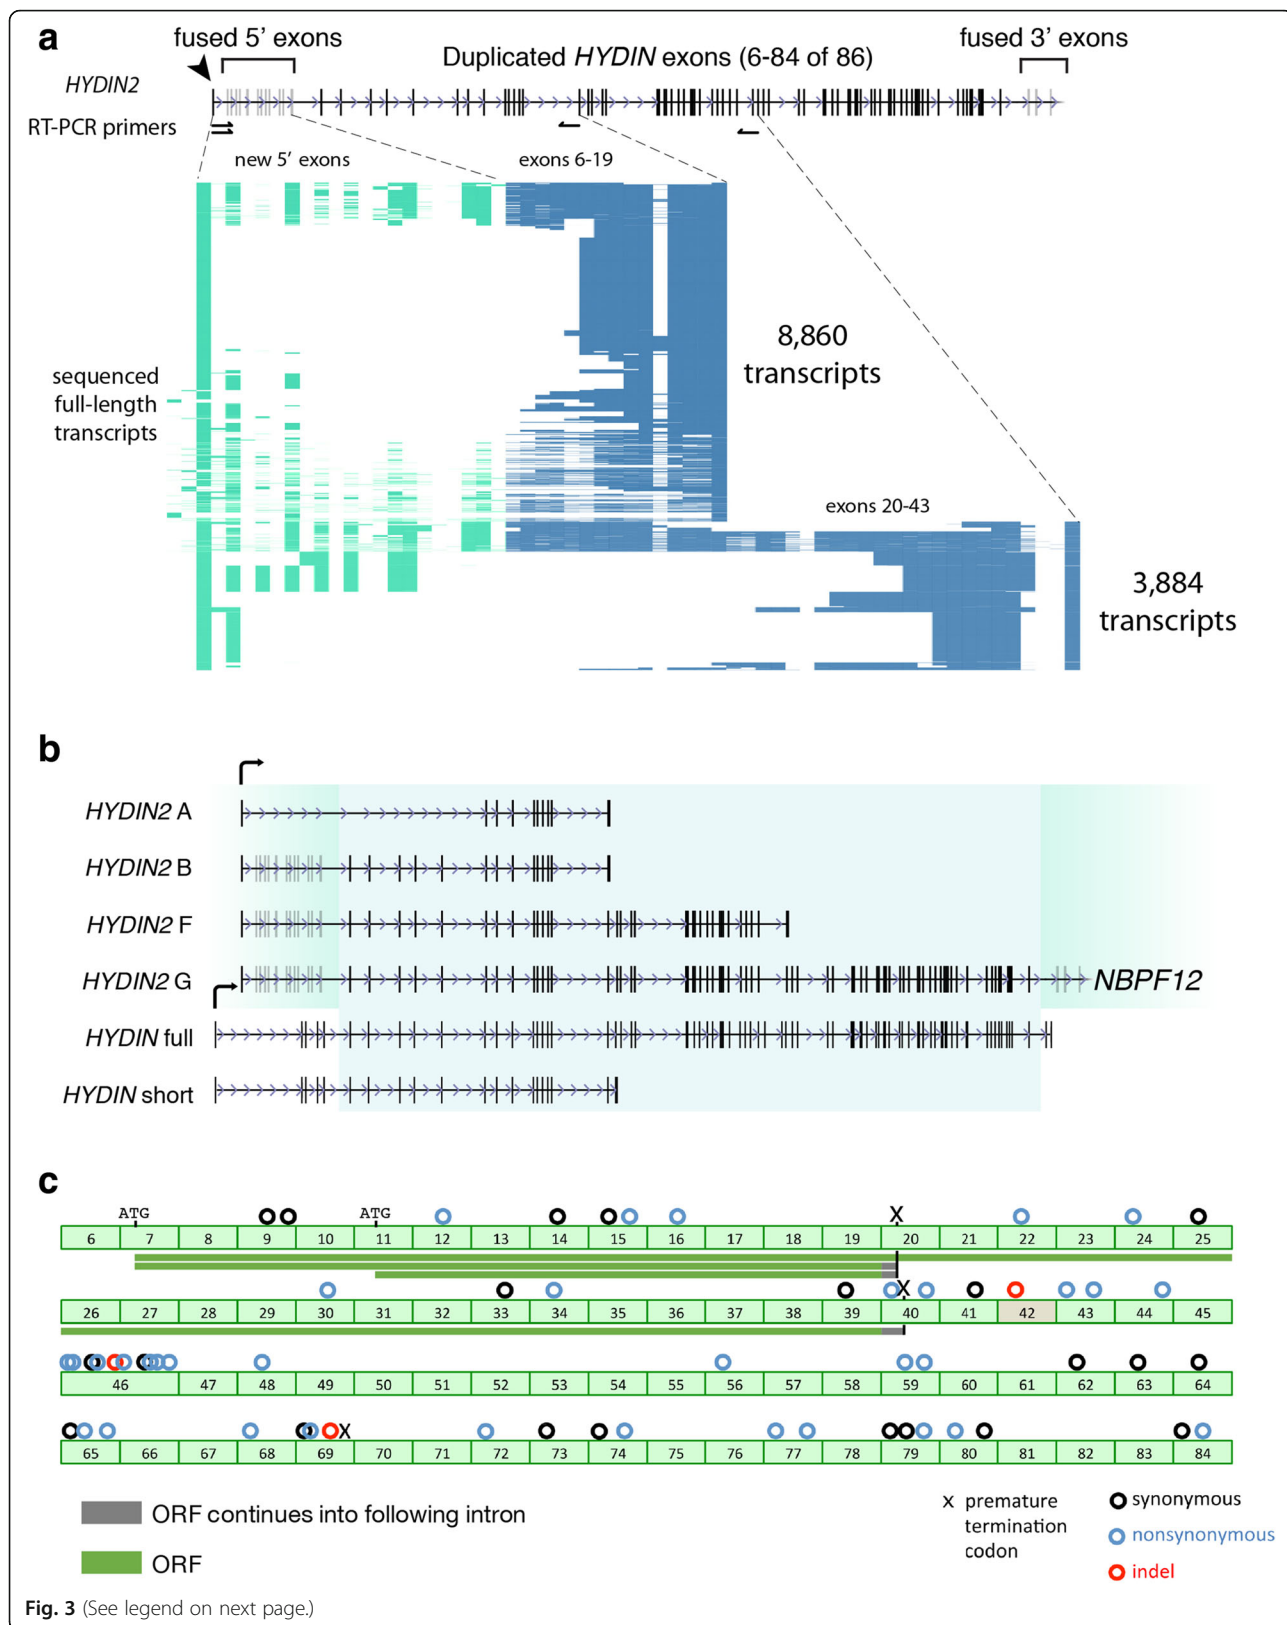 a
fused 5’ exons
Duplicated HYDIN exons (6-84 of 86)
fused 3’ exons
HYDIN2
RT-PCR primers
new 5’ exons
exons 6-19
8,860
transcripts
sequenced
full-length
transcripts
exons 20-43
3,884
transcripts
b
HYDIN2 A
HYDIN2 B
HYDIN2 F
HYDIN2 G
NBPF12
HYDIN full
HYDIN short
c
ATG ATG X
6 7 8 9 10 11 12 13 14 15 16 17 18 19 20 21 22 23 24 25
X
26 27 28 29 30 31 32 33 34 35 36 37 38 39 40 41 42 43 44 45
46 47 48 49 50 51 52 53 54 55 56 57 58 59 60 61 62 63 64
X
65 66 67 68 69 70 71 72 73 74 75 76 77 78 79 80 81 82 83 84
ORF continues into following intron
ORF
x premature
termination
codon
synonymous
nonsynonymous
indel
Fig. 3 (See legend on next page.)